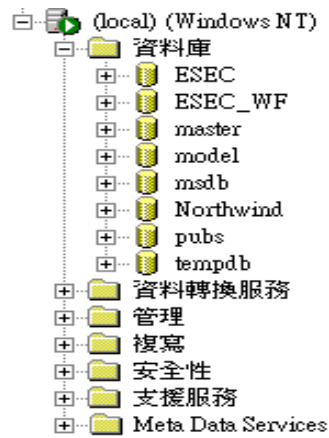 (local) (Windows NT)
資料庫
ESEC
ESEC_WF
master
model
msdb
Northwind
pubs
tempdb
資料轉換服務
管理
複寫
安全性
支援服務
Meta Data Services